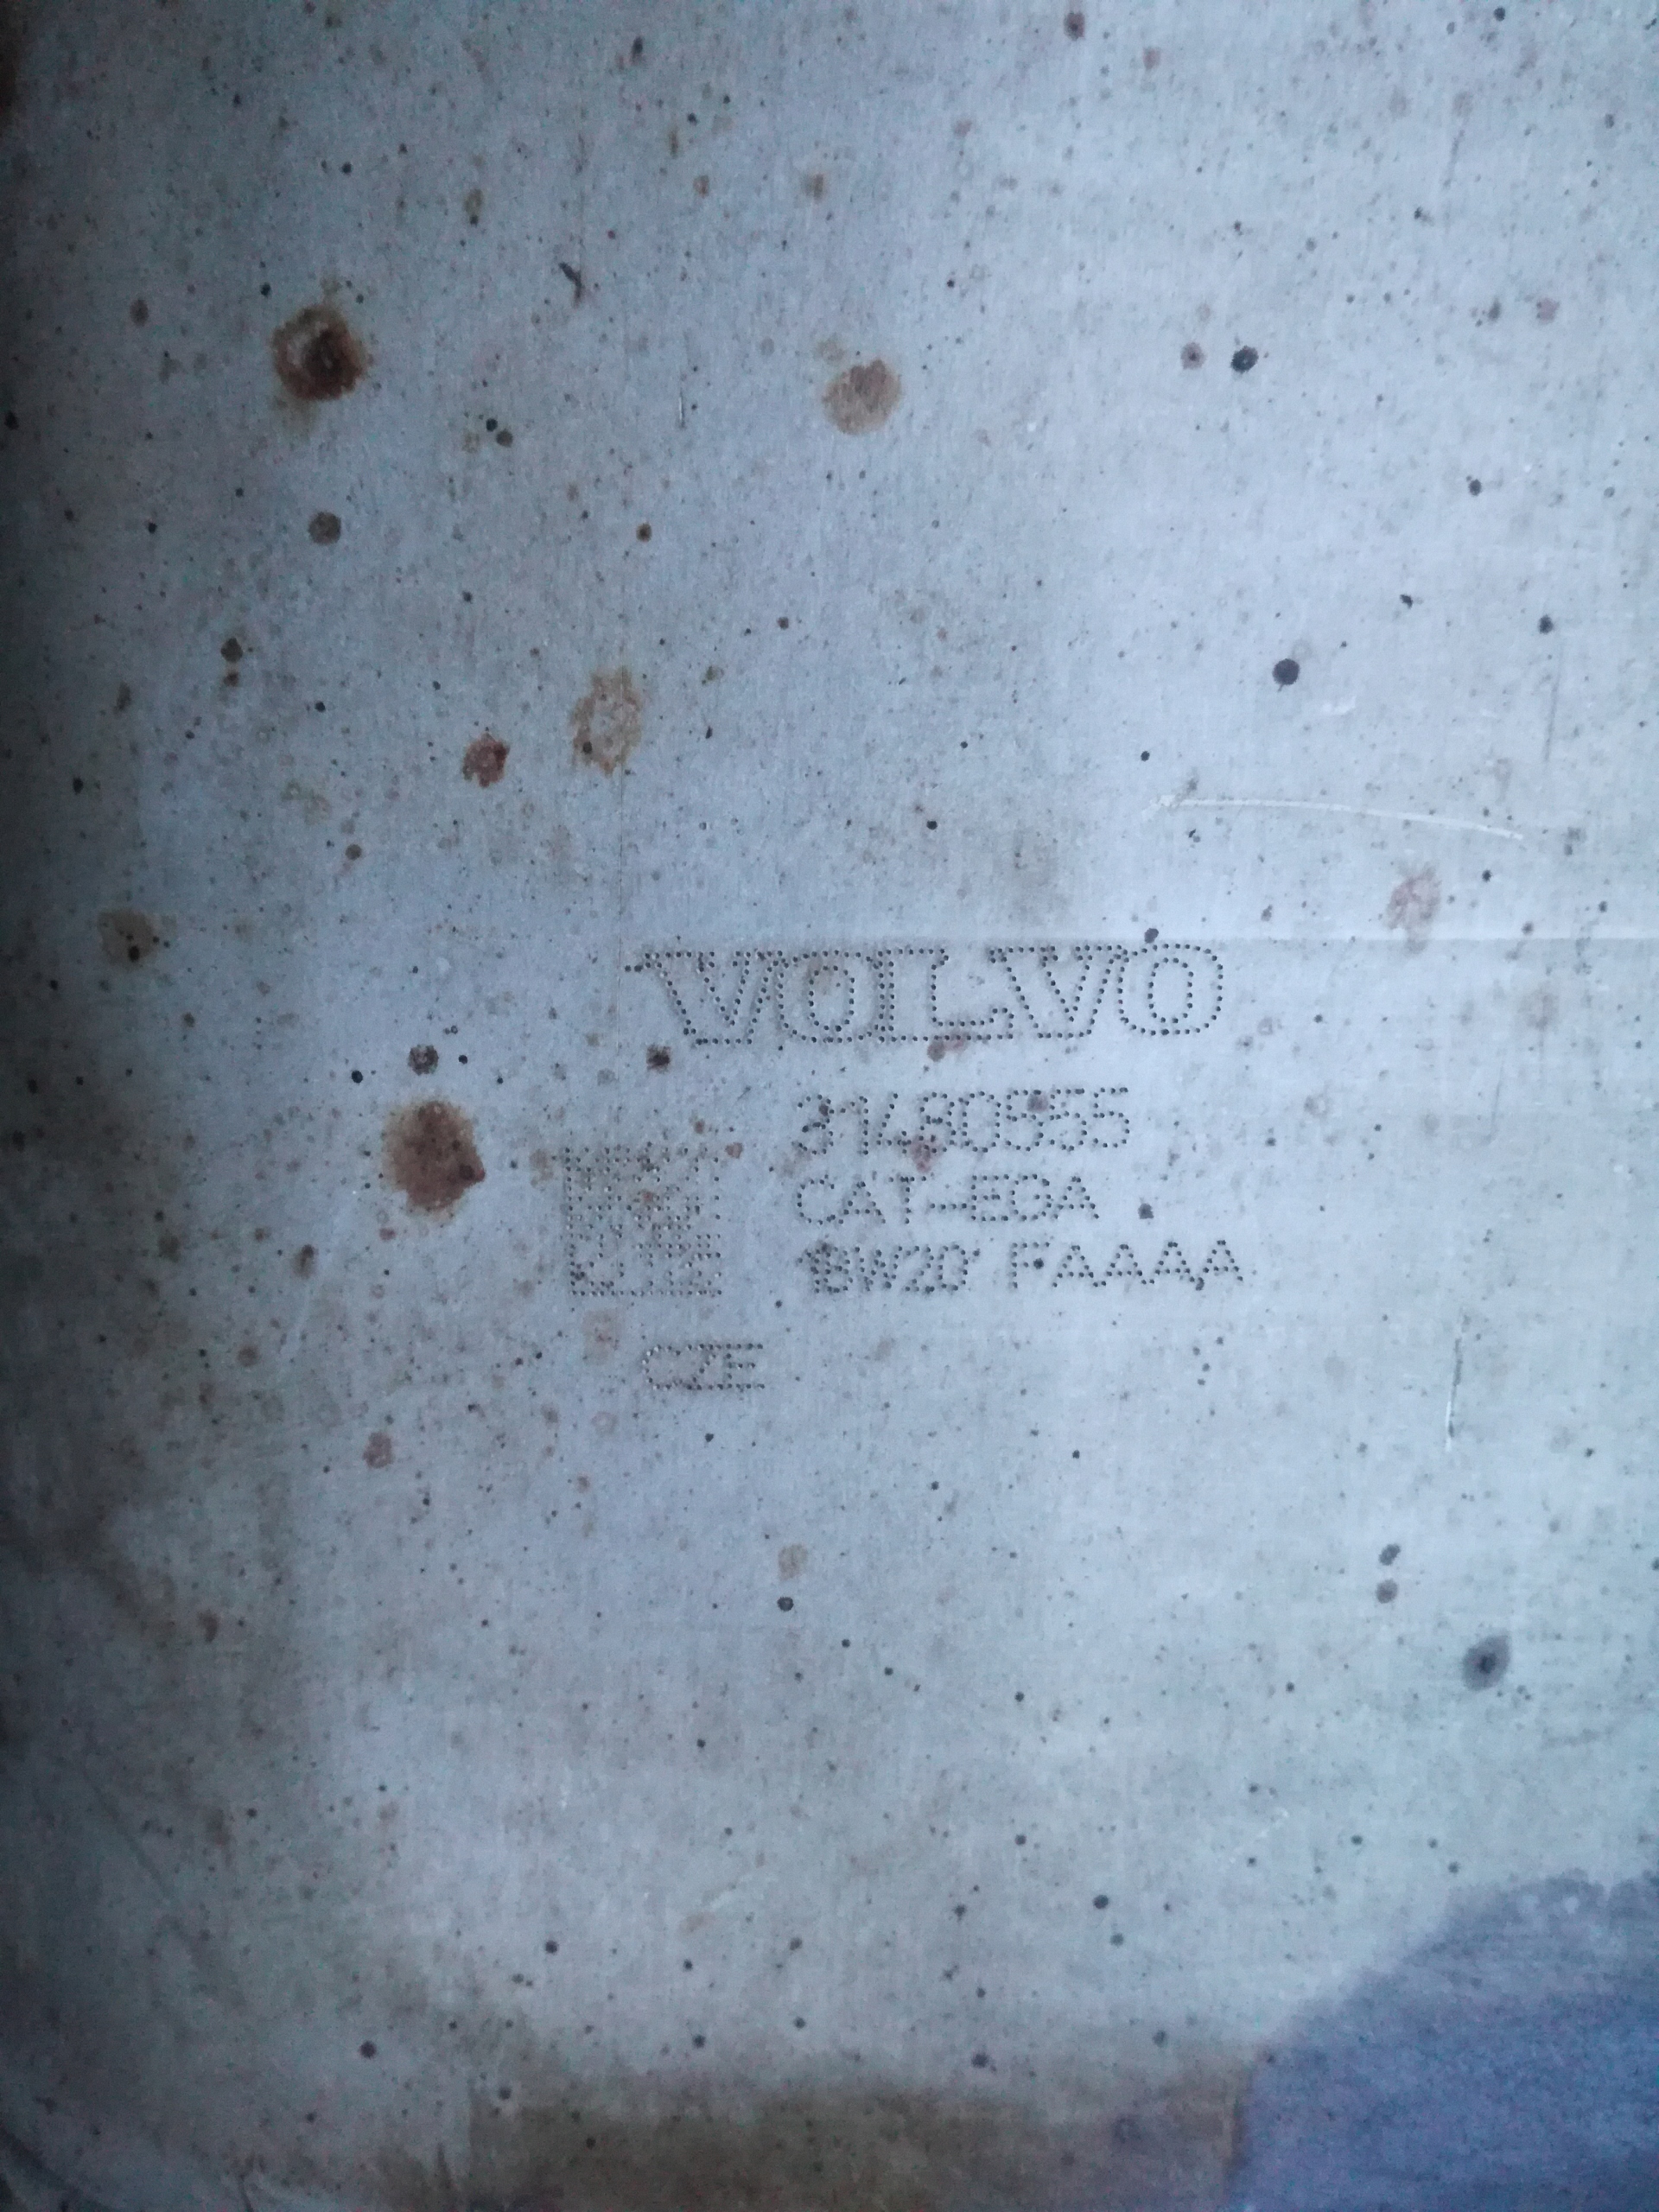 VOLVO
31480555
CAT-EGA
18W20 FAAAA
CZE